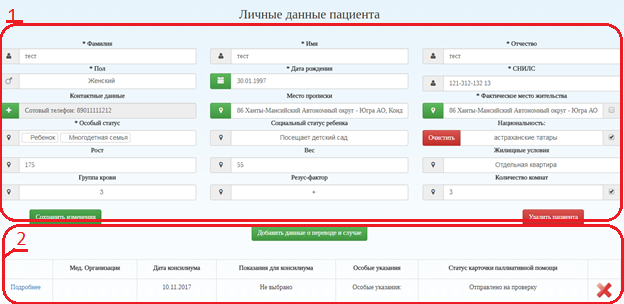 Личные данные пациента
1
* Фамилия * Имя * Отчество
тест тест тест
* Пол * Дата рождения * СНИЛС
Женский 30.01.1997 121-312-132 13
Контактные данные Место прописки * Фактическое место жительства
Сотовый телефон: 89011111212 86 Ханты-Мансийский Автономный округ - Югра АО, Конд 86 Ханты-Мансийский Автономный округ - Югра АО
* Особый статус Социальный статус ребенка Национальность:
Ребенок Многодетная семья Посещает детский сад Очистить астраханские татары
Рост Вес Жилищные условия
175 55 Отдельная квартира
Группа крови Резус-фактор Количество комнат
3 + 3
Сохранить изменения Удалить пациента
2
Добавить данные о переводе и случае
Мед. Организация Дата консилиума Показания для консилиума Особые указания Статус карточки паллиативной помощи
Подробнее 10.11.2017 Не выбрано Особые указания: Отправлено на проверку